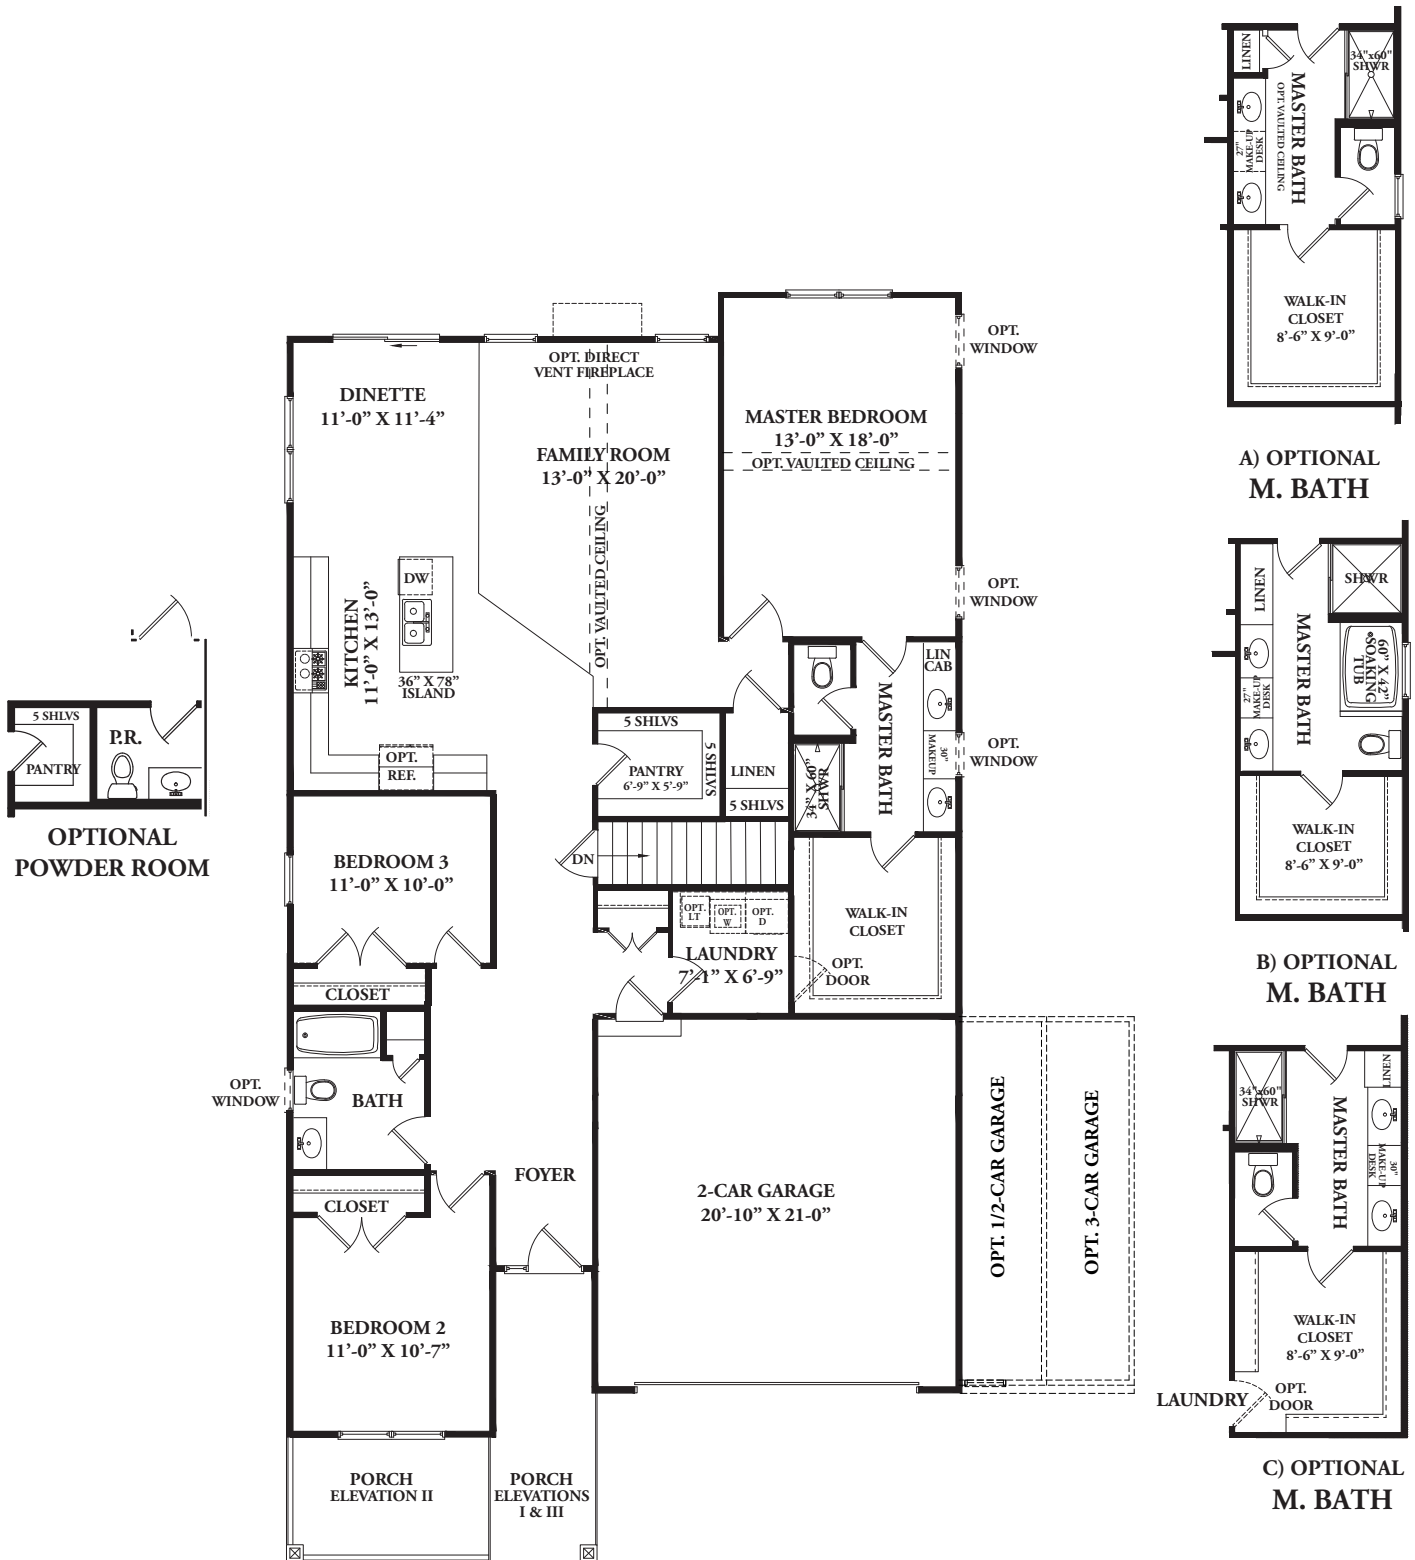 LINEN
34"x60"
SHWR
MASTER BATH
OPT. VAULTED CEILING
27"
MAKE-UP
DESK
WALK-IN
CLOSET
8'-6” X 9'-0”
A) OPTIONAL
M. BATH
OPT. DIRECT
VENT FIREPLACE
OPT.
WINDOW
DINETTE
11'-0” X 11'-4”
FAMILY ROOM
13'-0” X 20'-0”
OPT. VAULTED CEILING
MASTER BEDROOM
13'-0” X 18'-0”
OPT. VAULTED CEILING
OPT.
WINDOW
LINEN
SHWR
60” X 42”
SOAKING
TUB
MASTER BATH
27"
MAKE-UP
DESK
WALK-IN
CLOSET
8'-6” X 9'-0”
B) OPTIONAL
M. BATH
DW
KITCHEN
11'-0” X 13'-0”
36” X 78”
ISLAND
OPT.
REF.
5 SHLVS
PANTRY
P.R.
OPTIONAL
POWDER ROOM
5 SHLVS
5 SHLVS
PANTRY
6'-9” X 5'-9”
LINEN
5 SHLVS
LIN
CAB
MASTER BATH
30”
MAKEUP
34” X 60”
SHWR
OPT.
WINDOW
BEDROOM 3
11'-0” X 10'-0”
DN
OPT.
LT
OPT.
W
OPT.
D
LAUNDRY
7'-1” X 6'-9”
WALK-IN
CLOSET
OPT.
DOOR
CLOSET
OPT.
WINDOW
BATH
FOYER
CLOSET
2-CAR GARAGE
20'-10” X 21-0”
OPT. 1/2-CAR GARAGE
OPT. 3-CAR GARAGE
BEDROOM 2
11'-0” X 10'-7”
PORCH
ELEVATION II
PORCH
ELEVATIONS
I & III
34"x60"
SHWR
LINEN
MASTER BATH
30"
MAKE-UP
DESK
WALK-IN
CLOSET
8'-6” X 9'-0”
LAUNDRY
OPT.
DOOR
C) OPTIONAL
M. BATH